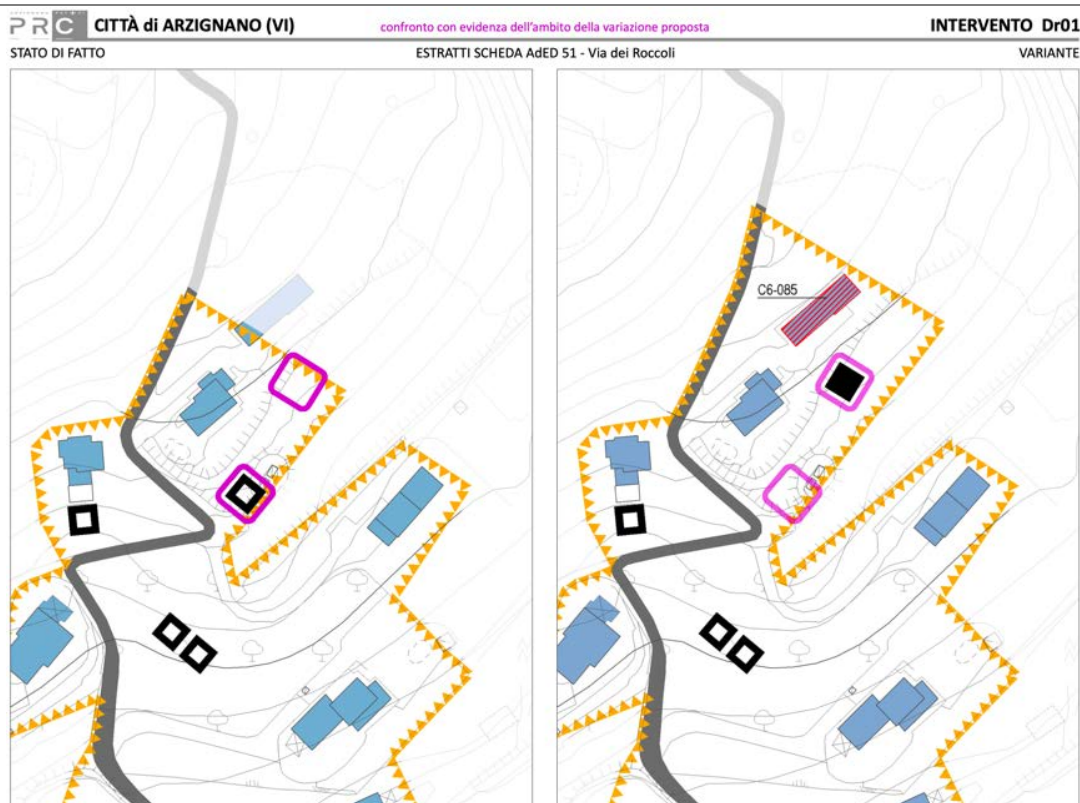 PRC CITTÀ di ARZIGNANO (VI)
confronto con evidenza dell'ambito della variazione proposta
INTERVENTO Dr01
STATO DI FATTO
ESTRATTI SCHEDA AdED 51 - Via dei Roccoli
VARIANTE
C6-085